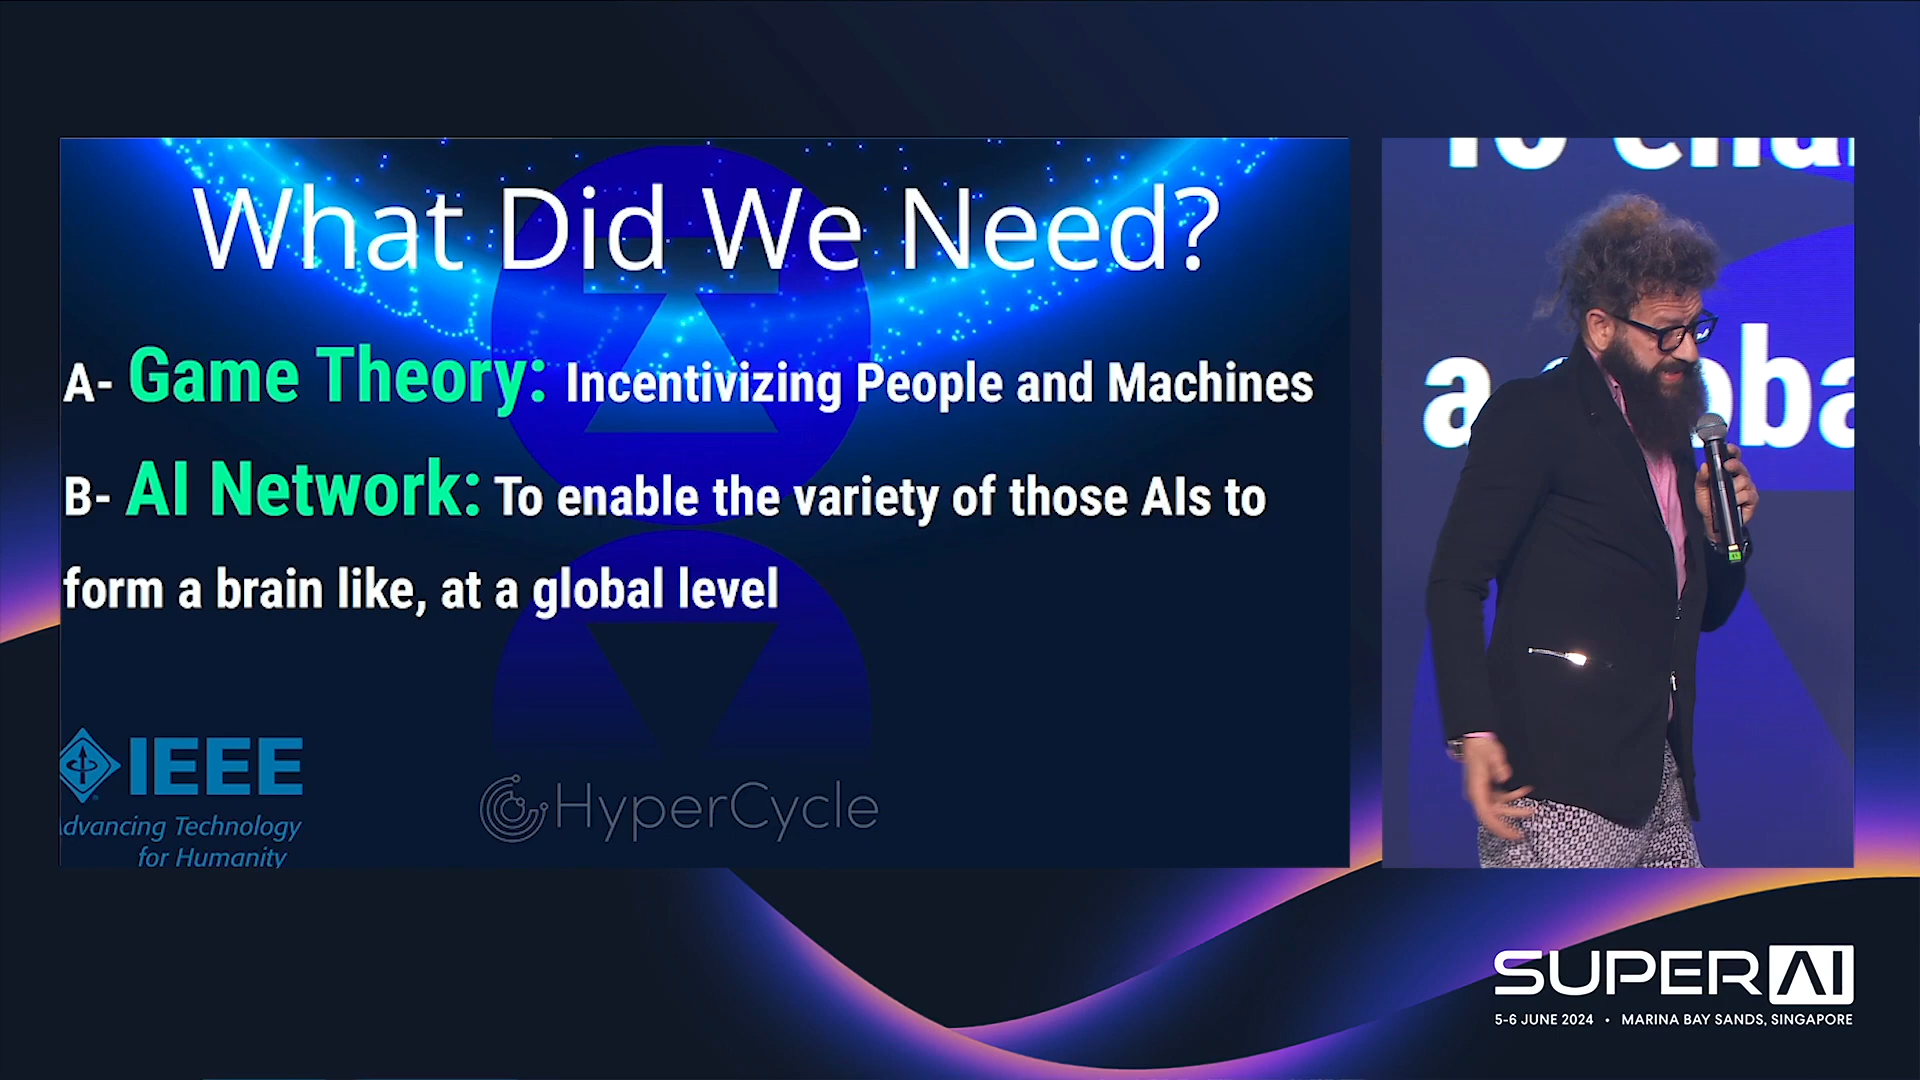 What Did We Need?
A- Game Theory: Incentivizing People and Machines
B- AI Network: To enable the variety of those AIs to
form a brain like, at a global level
IEEE
dvancing Technology
for Humanity
HyperCycle
a
SUPER AI
5-6 JUNE 2024 • MARINA BAY SANDS, SINGAPORE